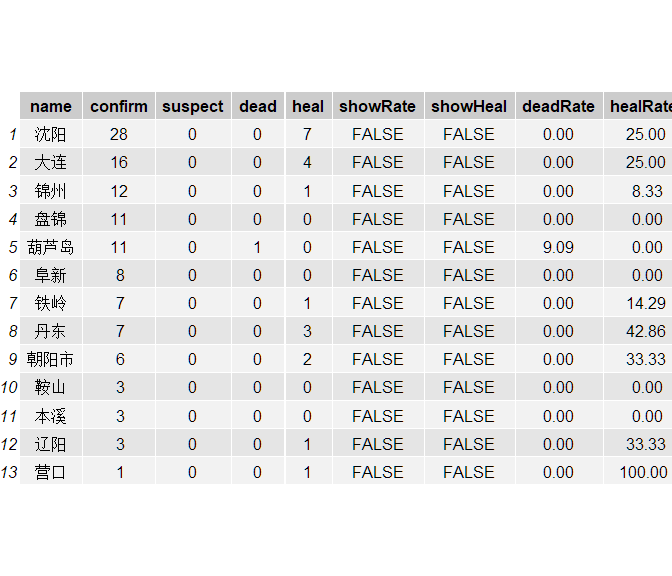 name confirm suspect dead heal showRate showHeal deadRate healRate
1 沈阳 28 0 0 7 FALSE FALSE 0.00 25.00
2 大连 16 0 0 4 FALSE FALSE 0.00 25.00
3 锦州 12 0 0 1 FALSE FALSE 0.00 8.33
4 盘锦 11 0 0 0 FALSE FALSE 0.00 0.00
5 葫芦岛 11 0 1 0 FALSE FALSE 9.09 0.00
6 阜新 8 0 0 0 FALSE FALSE 0.00 0.00
7 铁岭 7 0 0 1 FALSE FALSE 0.00 14.29
8 丹东 7 0 0 3 FALSE FALSE 0.00 42.86
9 朝阳市 6 0 0 2 FALSE FALSE 0.00 33.33
10 鞍山 3 0 0 0 FALSE FALSE 0.00 0.00
11 本溪 3 0 0 0 FALSE FALSE 0.00 0.00
12 辽阳 3 0 0 1 FALSE FALSE 0.00 33.33
13 营口 1 0 0 1 FALSE FALSE 0.00 100.00